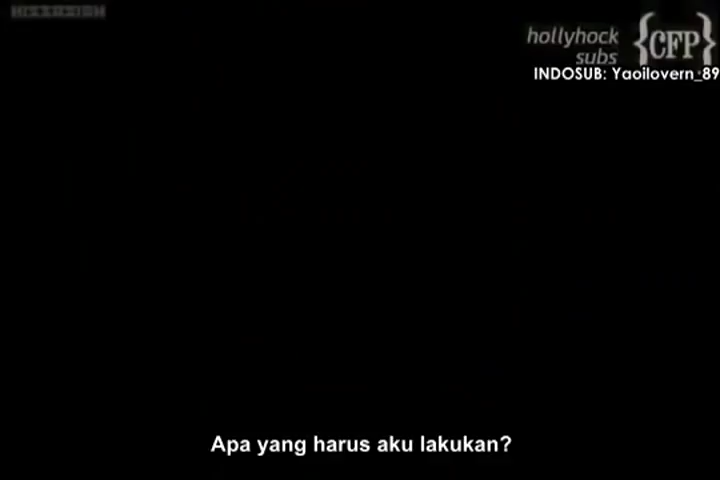 hollyhock
subs
{CFP}
INDOSUB: Yaoilovern_89
Apa yang harus aku lakukan?